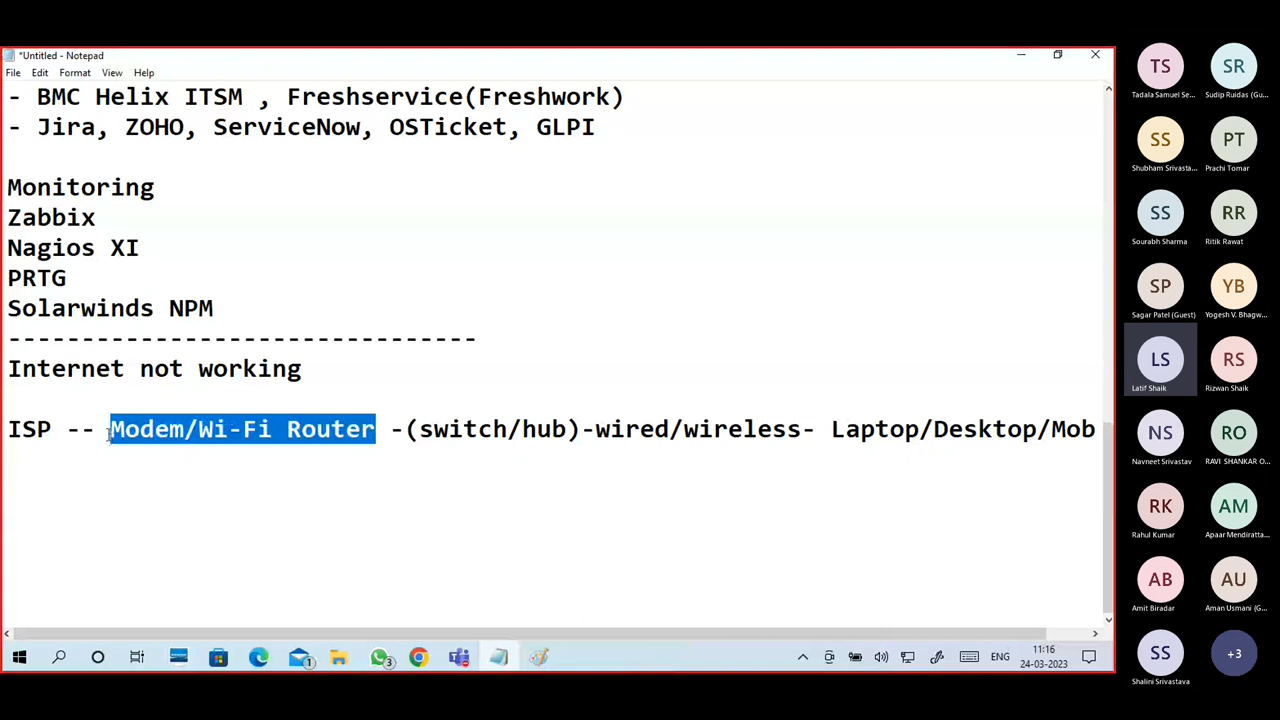 *Untitled - Notepad
File Edit Format View Help
- BMC Helix ITSM , Freshservice(Freshwork)
- Jira, ZOHO, ServiceNow, OSTicket, GLPI
Monitoring
Zabbix
Nagios XI
PRTG
Solarwinds NPM
--------------------------------
Internet not working
ISP -- Modem/Wi-Fi Router -(switch/hub)-wired/wireless- Laptop/Desktop/Mob
1
3
ENG
11:16
24-03-2023
TS SR
Tadala Samuel Se... Sudip Ruidas (Gu...
SS PT
Shubham Srivasta... Prachi Tomar
SS RR
Sourabh Sharma Ritik Rawat
SP YB
Sagar Patel (Guest) Yogesh V. Bhagw...
LS RS
Latif Shaik Rizwan Shaik
NS RO
Navneet Srivastav RAVI SHANKAR O...
RK AM
Rahul Kumar Apaar Mendiratta...
AB AU
Amit Biradar Aman Usmani (G...
SS +3
Shalini Srivastava